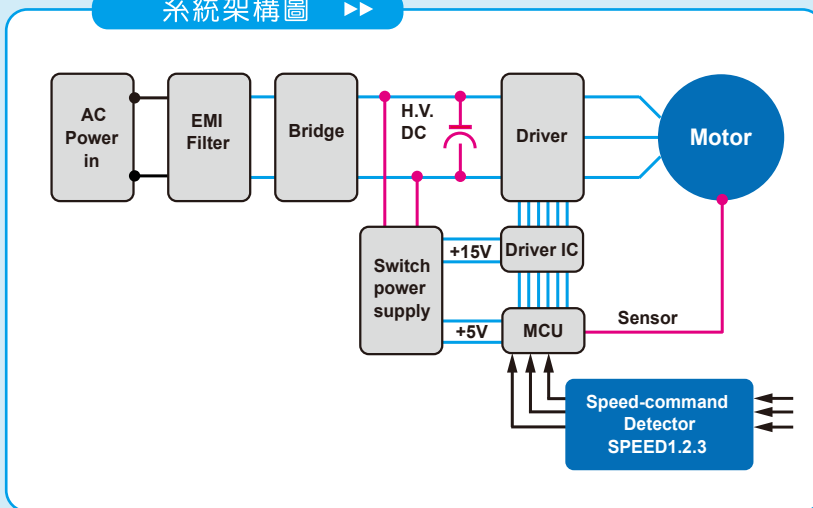 系統架構圖
AC
Power
in
EMI
Filter
Bridge
H.V.
DC
Driver
Motor
Switch
power
supply
+15V
Driver IC
+5V
MCU
Sensor
Speed-command
Detector
SPEED1.2.3